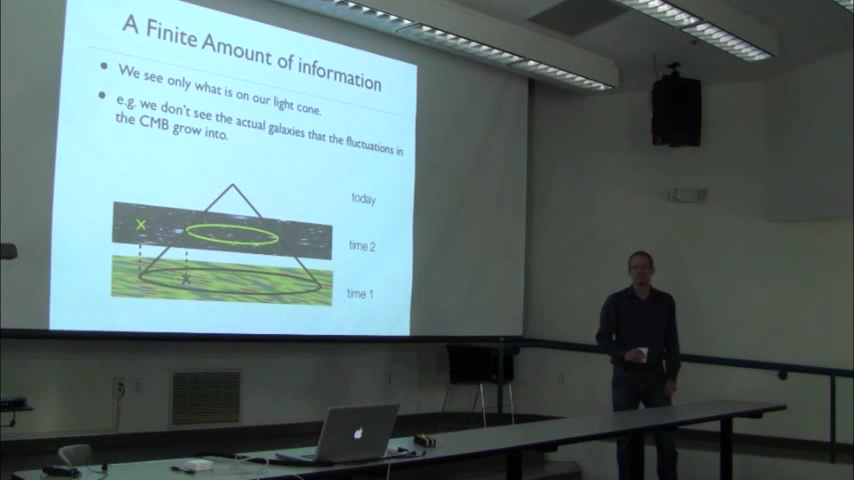 A Finite Amount of information
• We see only what is on our light cone.
• e.g. we don't see the actual galaxies that the fluctuations in
the CMB grow into.
today
time 2
time 1